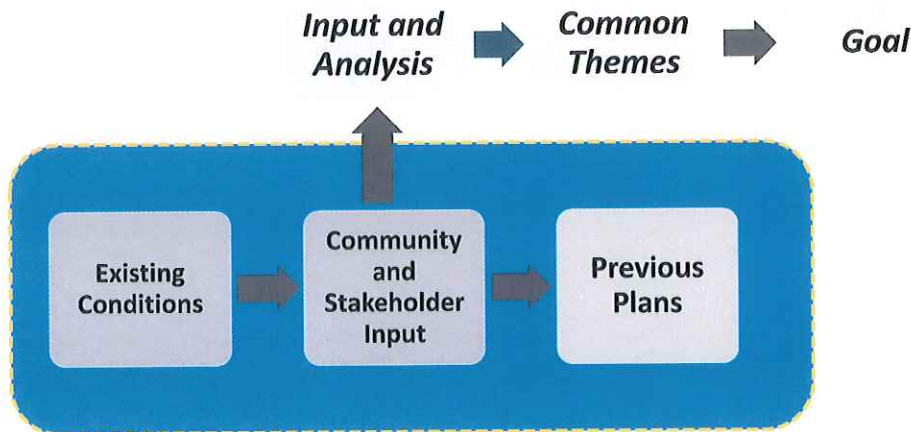 Input and
Analysis
Common
Themes
Goal
Existing
Conditions
Community
and
Stakeholder
Input
Previous
Plans